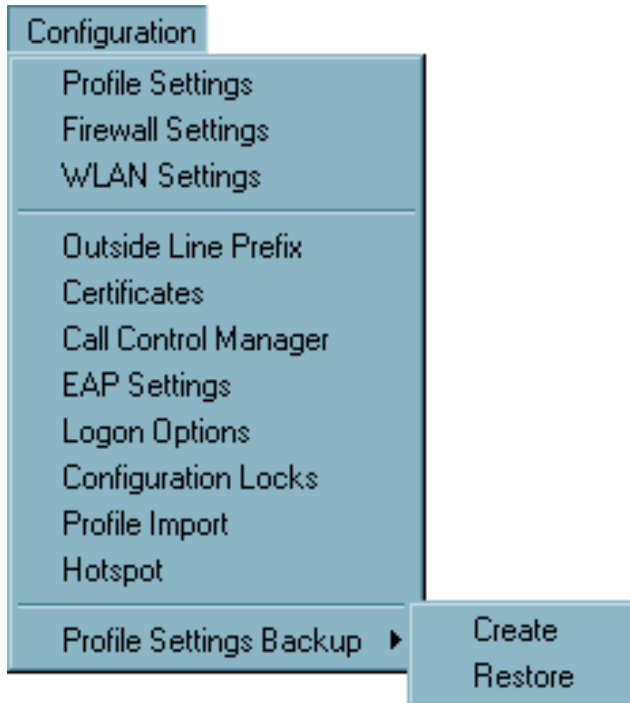 Configuration
Profile Settings
Firewall Settings
WLAN Settings
Outside Line Prefix
Certificates
Call Control Manager
EAP Settings
Logon Options
Configuration Locks
Profile Import
Hotspot
Profile Settings Backup
Create
Restore